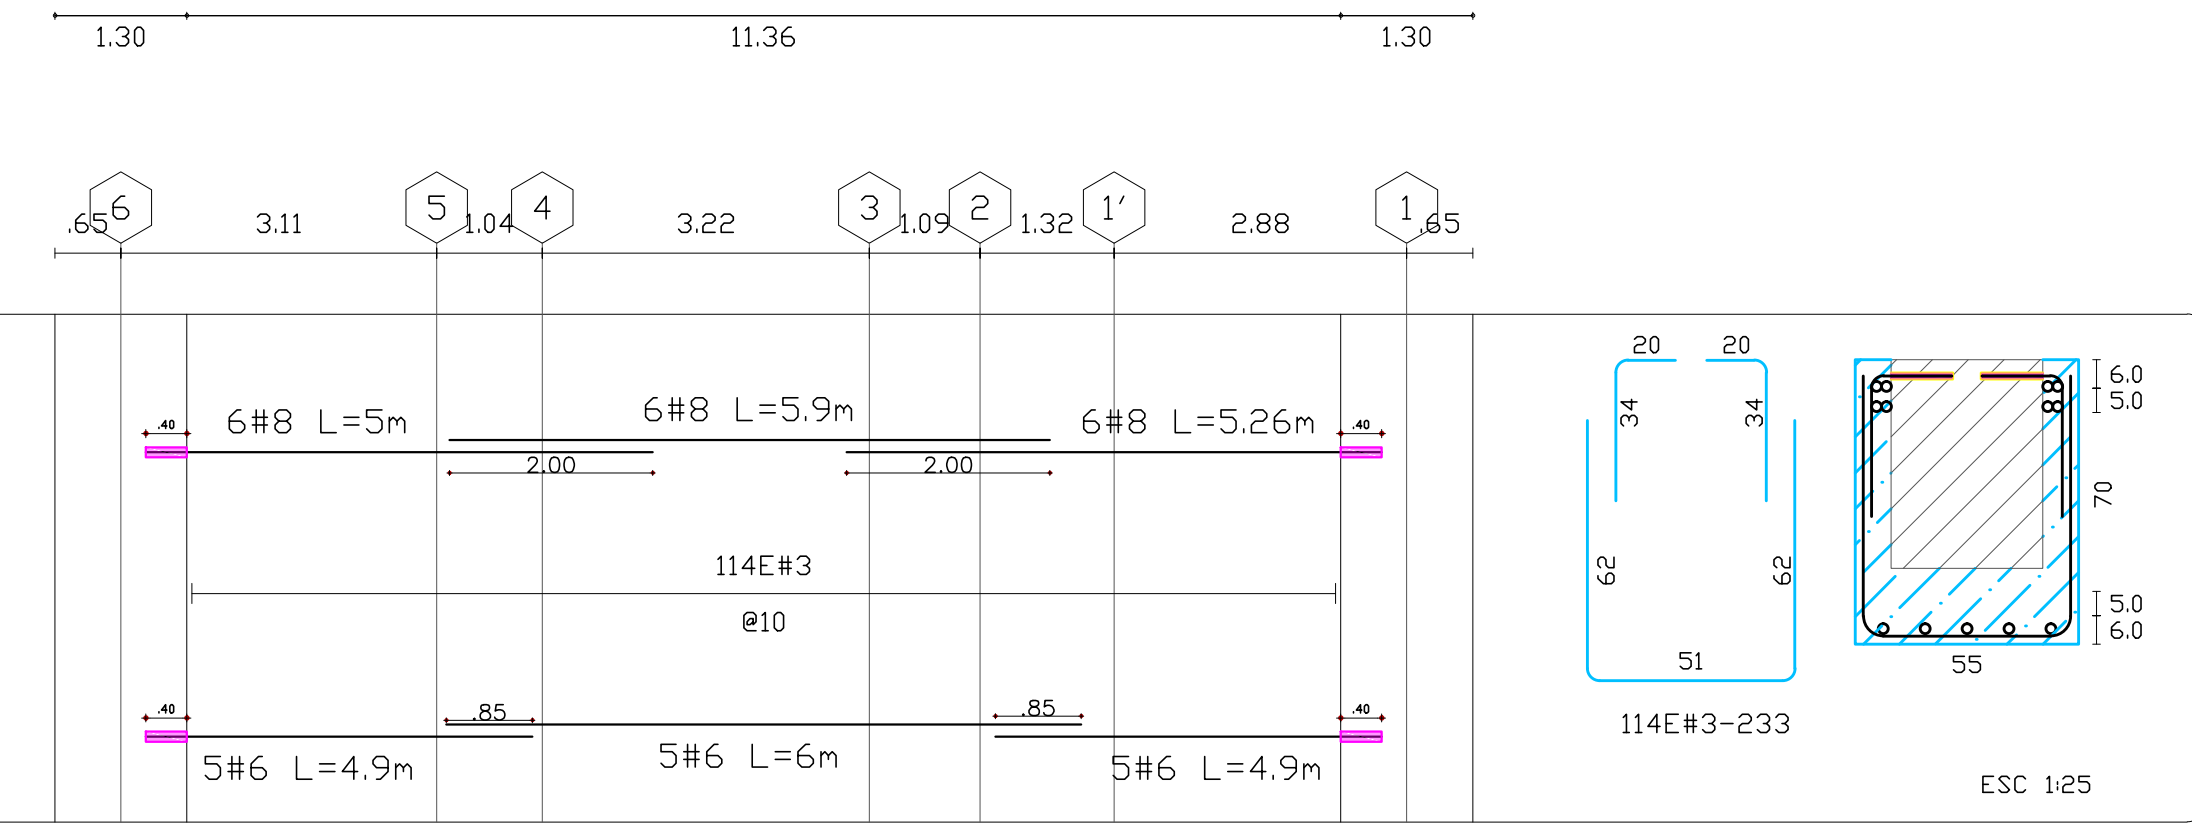 1.30 11.36 1.30
6 5 4 3 2 1′ 1
.65 3.11 1.04 3.22 1.09 1.32 2.88 .65
20 20
6.0
5.0
.40 6#8 L=5m 6#8 L=5.9m 6#8 L=5.26m .40
34 34
2.00 2.00
70
114E#3
@10
62 62
5.0
6.0
51
55
.40 .85 .85 .40
5#6 L=4.9m 5#6 L=6m 5#6 L=4.9m
114E#3-233
ESC 1:25